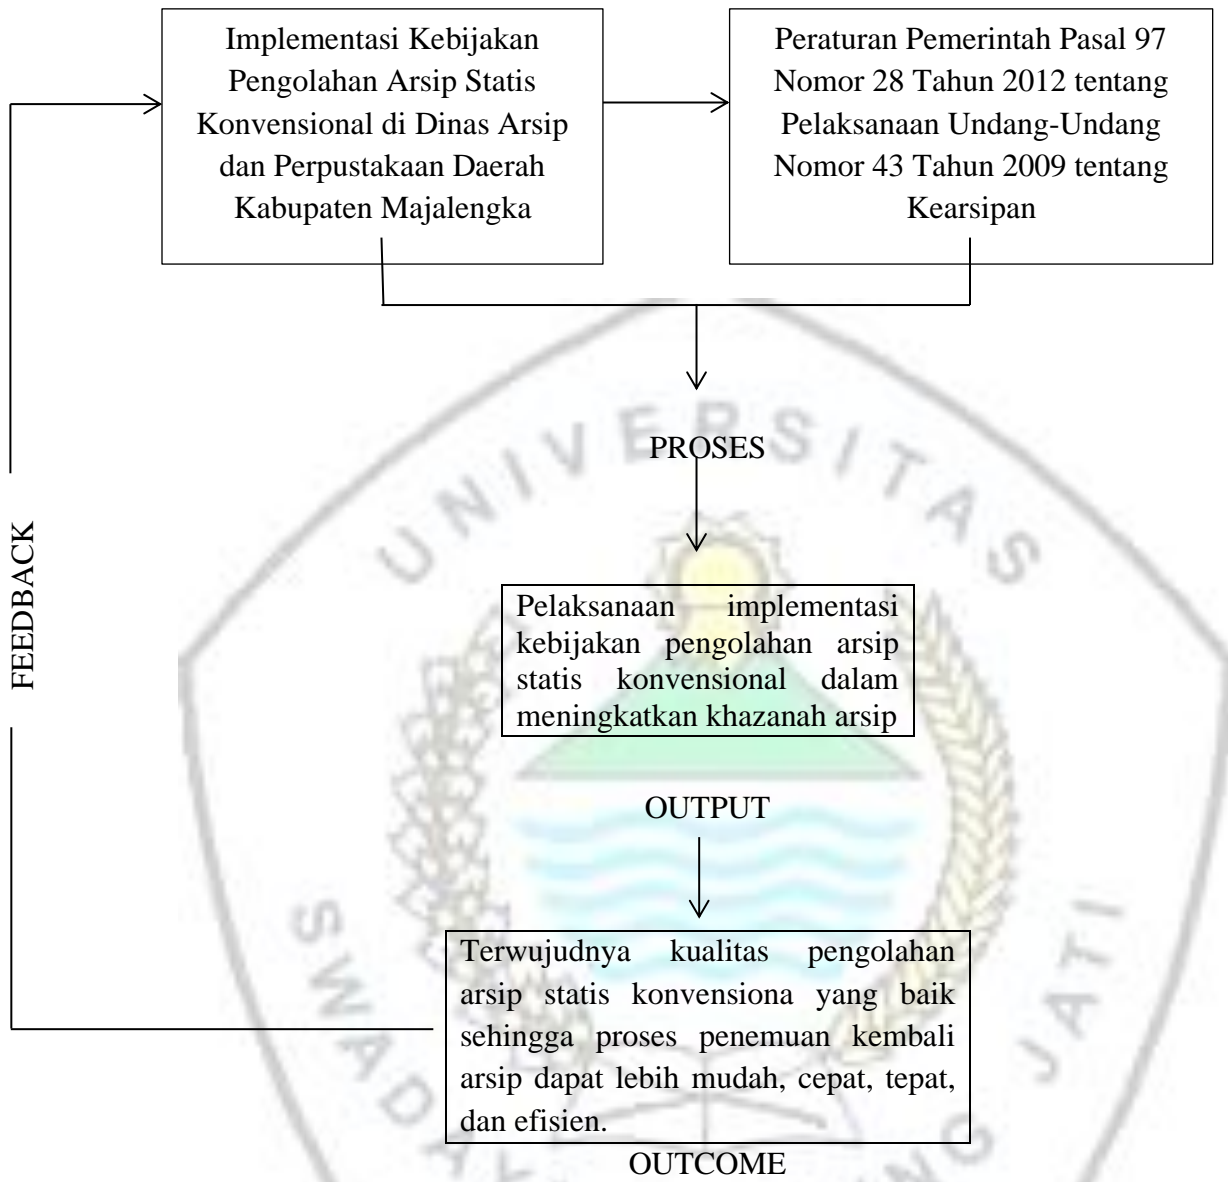 Implementasi Kebijakan
Pengolahan Arsip Statis
Konvensional di Dinas Arsip
dan Perpustakaan Daerah
Kabupaten Majalengka
Peraturan Pemerintah Pasal 97
Nomor 28 Tahun 2012 tentang
Pelaksanaan Undang-Undang
Nomor 43 Tahun 2009 tentang
Kearsipan
UNIVERSITAS
PROSES
FEEDBACK
Pelaksanaan implementasi
kebijakan pengolahan arsip
statis konvensional dalam
meningkatkan khazanah arsip
OUTPUT
Terwujudnya kualitas pengolahan
arsip statis konvensiona yang baik
sehingga proses penemuan kembali
arsip dapat lebih mudah, cepat, tepat,
dan efisien.
OUTCOME
JATI